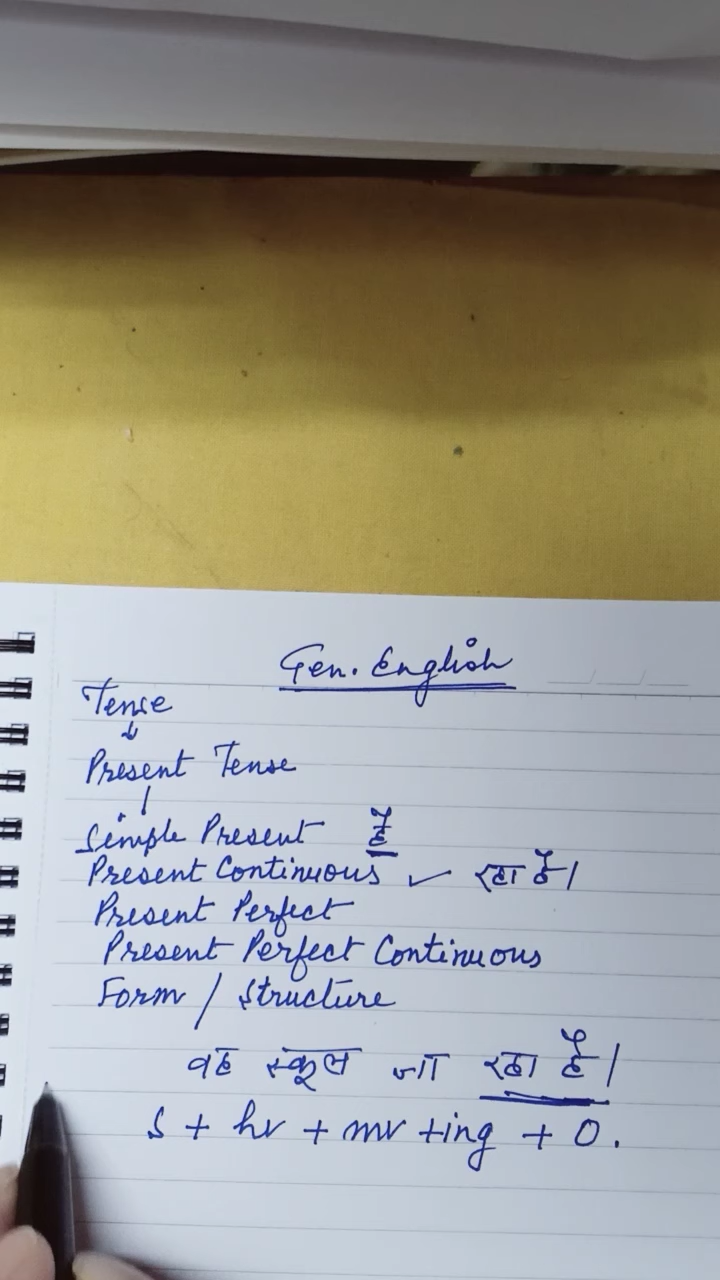 Gen. English
Tense
Present Tense
Simple Present है
Present Continuous ✓ रहा है।
Present Perfect
Present Perfect Continuous
Form / Structure
वह स्कूल जा रहा है।
S + hv + mv +ing + O.